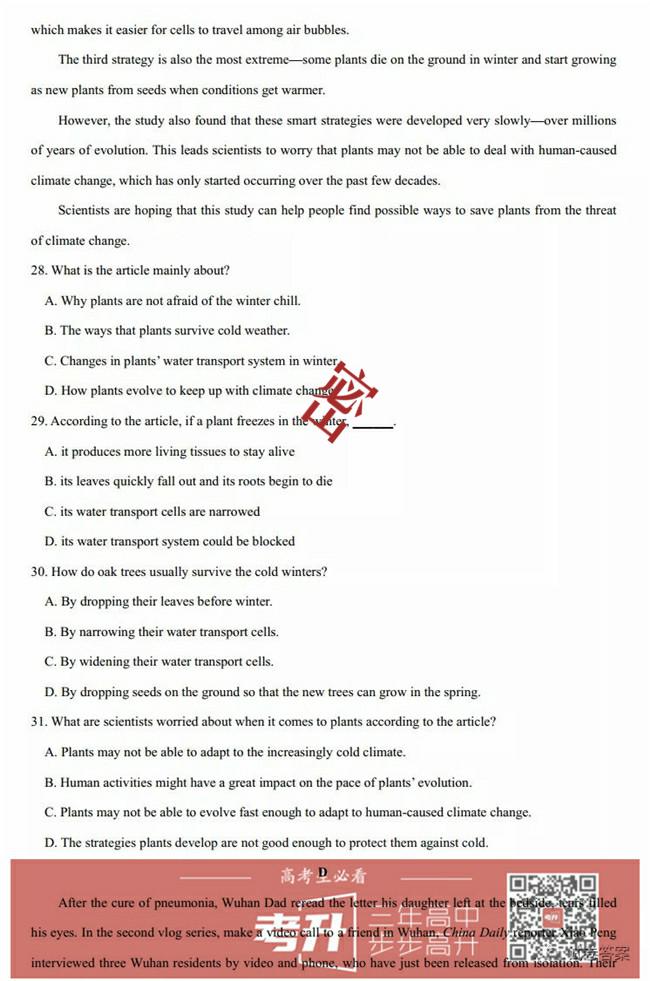 which makes it easier for cells to travel among air bubbles.
The third strategy is also the most extreme—some plants die on the ground in winter and start growing
as new plants from seeds when conditions get warmer.
However, the study also found that these smart strategies were developed very slowly—over millions
of years of evolution. This leads scientists to worry that plants may not be able to deal with human-caused
climate change, which has only started occurring over the past few decades.
Scientists are hoping that this study can help people find possible ways to save plants from the threat
of climate change.
28. What is the article mainly about?
A. Why plants are not afraid of the winter chill.
B. The ways that plants survive cold weather.
C. Changes in plants’ water transport system in winter.
D. How plants evolve to keep up with climate change.
密
29. According to the article, if a plant freezes in the winter, _____.
A. it produces more living tissues to stay alive
B. its leaves quickly fall out and its roots begin to die
C. its water transport cells are narrowed
D. its water transport system could be blocked
30. How do oak trees usually survive the cold winters?
A. By dropping their leaves before winter.
B. By narrowing their water transport cells.
C. By widening their water transport cells.
D. By dropping seeds on the ground so that the new trees can grow in the spring.
31. What are scientists worried about when it comes to plants according to the article?
A. Plants may not be able to adapt to the increasingly cold climate.
B. Human activities might have a great impact on the pace of plants’ evolution.
C. Plants may not be able to evolve fast enough to adapt to human-caused climate change.
D. The strategies plants develop are not good enough to protect them against cold.
D
高考生必看
After the cure of pneumonia, Wuhan Dad reread the letter his daughter left at the bedside, tears filled
考升 三年高中
his eyes. In the second vlog series, make a video call to a friend in Wuhan, China Daily reporter Xiao Peng
步步高升
interviewed three Wuhan residents by video and phone, who have just been released from isolation. Their
答案